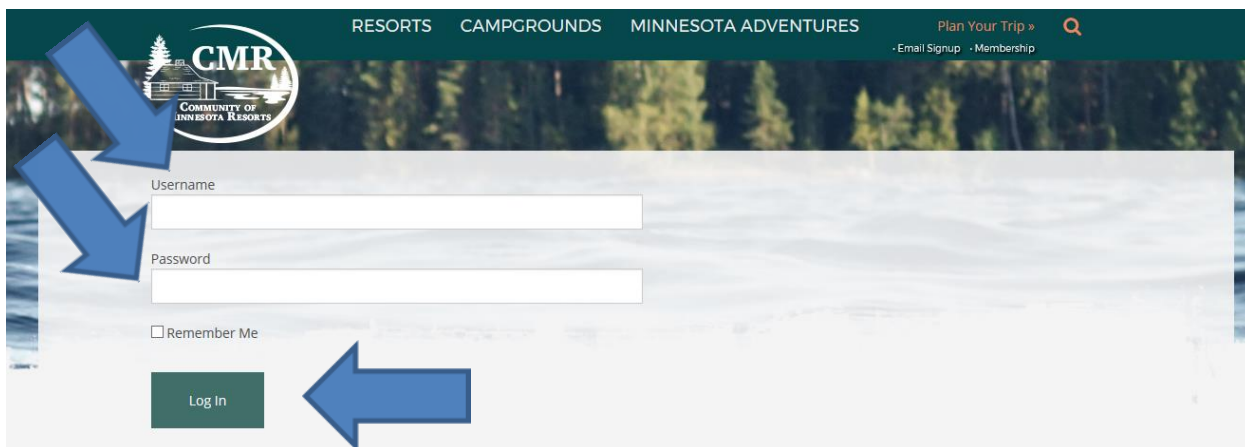 RESORTS CAMPGROUNDS MINNESOTA ADVENTURES Plan Your Trip »
• Email Signup • Membership
CMR
COMMUNITY OF
MINNESOTA RESORTS
Username
Password
Remember Me
Log In